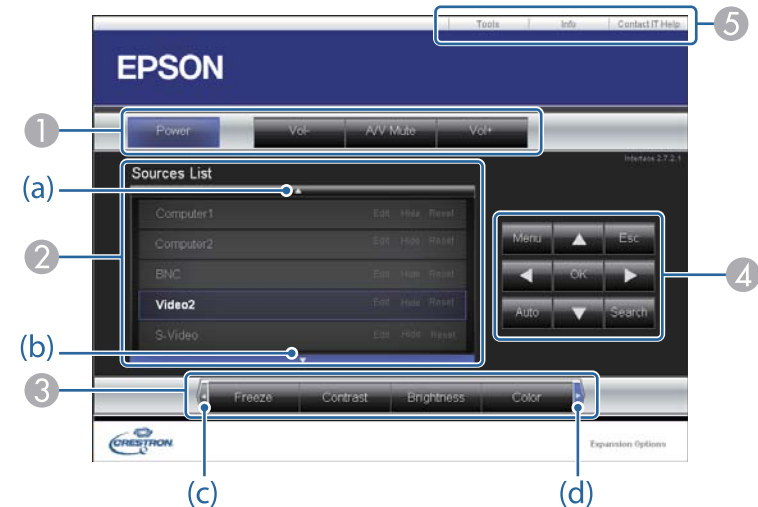 Tools Info Contact IT Help 5
EPSON
1 Power Vol- A/V Mute Vol+
Interface 2.7.2.1
Sources List
(a)
Computer1 Edit Hide Reset
Computer2 Edit Hide Reset
2 BNC Edit Hide Reset
Video2 Edit Hide Reset
S-Video Edit Hide Reset
(b)
Menu Esc
OK 4
Auto Search
3 Freeze Contrast Brightness Color
CRESTRON Expansion Options
(c) (d)